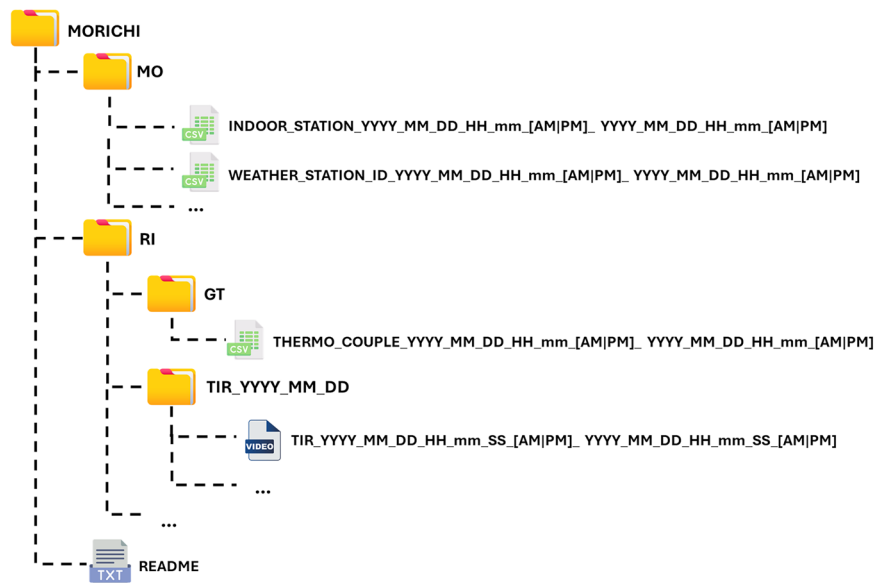 MORICHI
MO
CSV
INDOOR_STATION_YYYY_MM_DD_HH_mm_[AM|PM]_ YYYY_MM_DD_HH_mm_[AM|PM]
CSV
WEATHER_STATION_ID_YYYY_MM_DD_HH_mm_[AM|PM]_ YYYY_MM_DD_HH_mm_[AM|PM]
...
RI
GT
CSV
THERMO_COUPLE_YYYY_MM_DD_HH_mm_[AM|PM]_ YYYY_MM_DD_HH_mm_[AM|PM]
TIR_YYYY_MM_DD
VIDEO
TIR_YYYY_MM_DD_HH_mm_SS_[AM|PM]_ YYYY_MM_DD_HH_mm_SS_[AM|PM]
...
...
TXT
README